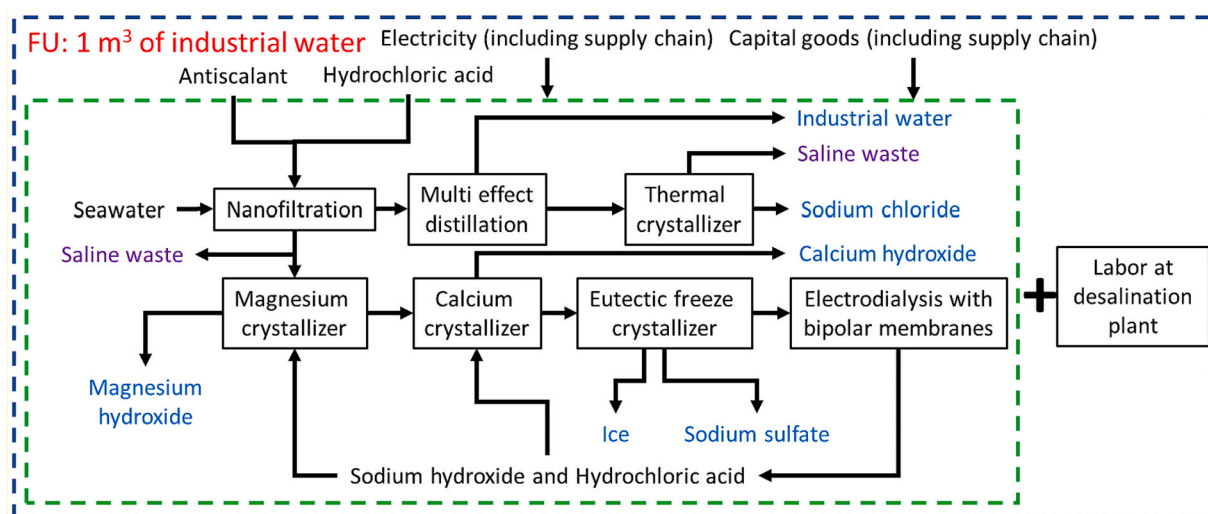 FU: 1 m³ of industrial water
Electricity (including supply chain)
Capital goods (including supply chain)
Antiscalant
Hydrochloric acid
Industrial water
Saline waste
Seawater
Nanofiltration
Multi effect
distillation
Thermal
crystallizer
Sodium chloride
Saline waste
Calcium hydroxide
Magnesium
crystallizer
Calcium
crystallizer
Eutectic freeze
crystallizer
Electrodialysis with
bipolar membranes
+
Labor at
desalination
plant
Magnesium
hydroxide
Ice
Sodium sulfate
Sodium hydroxide and Hydrochloric acid